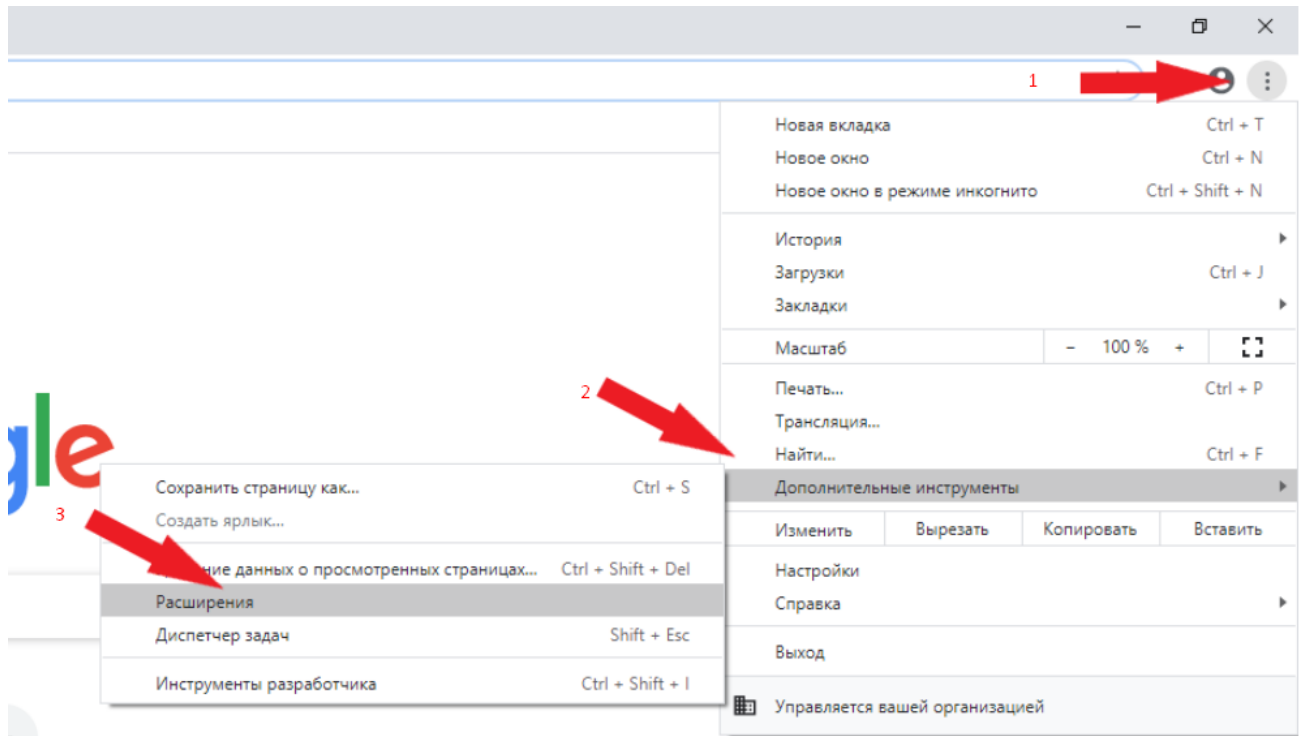 1
Новая вкладка Ctrl + T
Новое окно Ctrl + N
Новое окно в режиме инкогнито Ctrl + Shift + N
История
Загрузки Ctrl + J
Закладки
Масштаб - 100 % +
Печать... Ctrl + P
2
Трансляция...
Найти... Ctrl + F
Дополнительные инструменты
Изменить Вырезать Копировать Вставить
Настройки
Справка
Выход
Управляется вашей организацией
gle
Сохранить страницу как... Ctrl + S
3
Создать ярлык...
данных о просмотренных страницах... Ctrl + Shift + Del
Расширения
Диспетчер задач Shift + Esc
Инструменты разработчика Ctrl + Shift + I